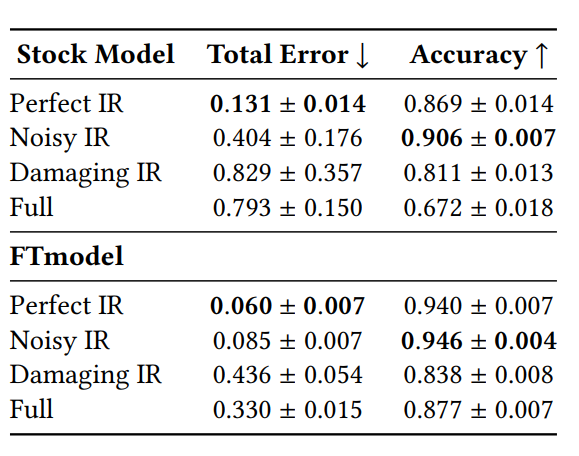 Stock Model Total Error ↓ Accuracy ↑
Perfect IR 0.131 ± 0.014 0.869 ± 0.014
Noisy IR 0.404 ± 0.176 0.906 ± 0.007
Damaging IR 0.829 ± 0.357 0.811 ± 0.013
Full 0.793 ± 0.150 0.672 ± 0.018
FTmodel
Perfect IR 0.060 ± 0.007 0.940 ± 0.007
Noisy IR 0.085 ± 0.007 0.946 ± 0.004
Damaging IR 0.436 ± 0.054 0.838 ± 0.008
Full 0.330 ± 0.015 0.877 ± 0.007